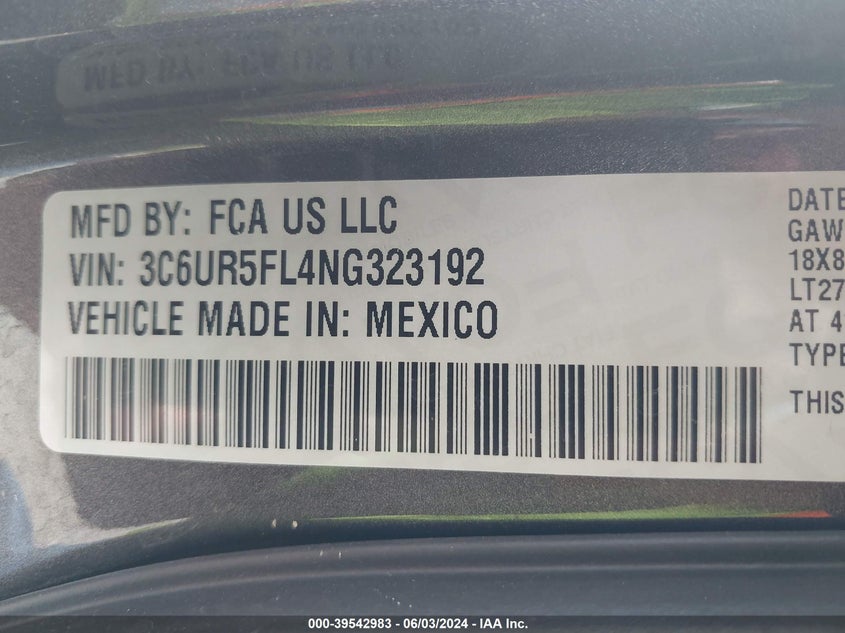 MFD BY: FCA US LLC
VIN: 3C6UR5FL4NG323192
VEHICLE MADE IN: MEXICO
DATE
GAW
18X8
LT27
AT 4
TYPE
THIS
000-39542983 / 06/03/2024 - IAA Inc.